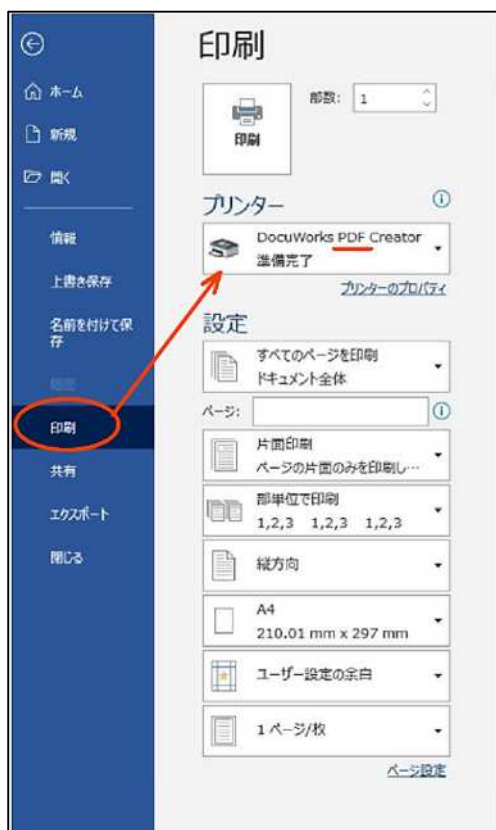 印刷
ホーム
新規
開く
情報
上書き保存
名前を付けて保
存
印刷
共有
エクスポート
閉じる
印刷
部数: 1
プリンター
DocuWorks PDF Creator
準備完了
プリンターのプロパティ
設定
すべてのページを印刷
ドキュメント全体
ページ:
片面印刷
ページの片面のみを印刷し…
部単位で印刷
1,2,3 1,2,3 1,2,3
縦方向
A4
210.01 mm x 297 mm
ユーザー設定の余白
1 ページ/枚
ページ設定